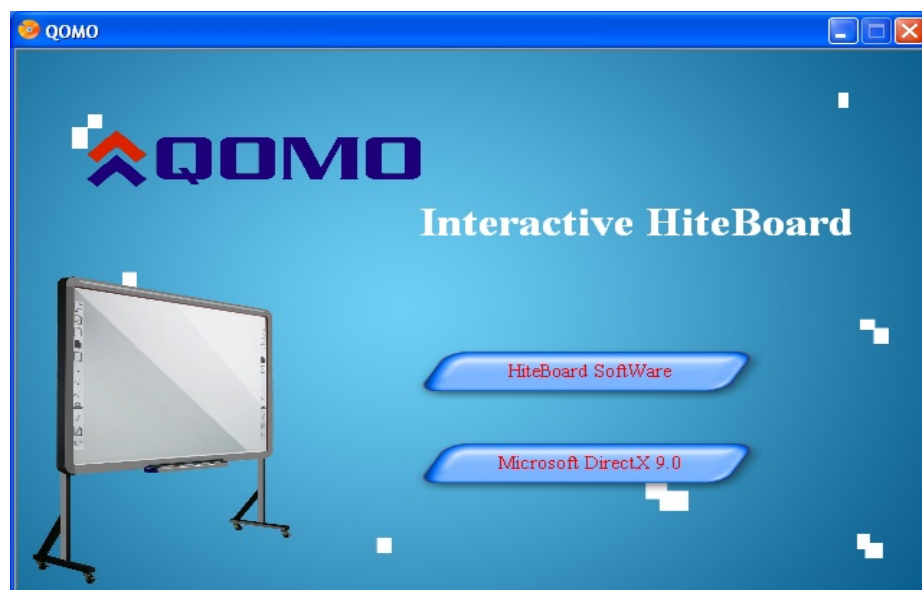 QOMO
QOMO
Interactive HiteBoard
HiteBoard SoftWare
Microsoft DirectX 9.0